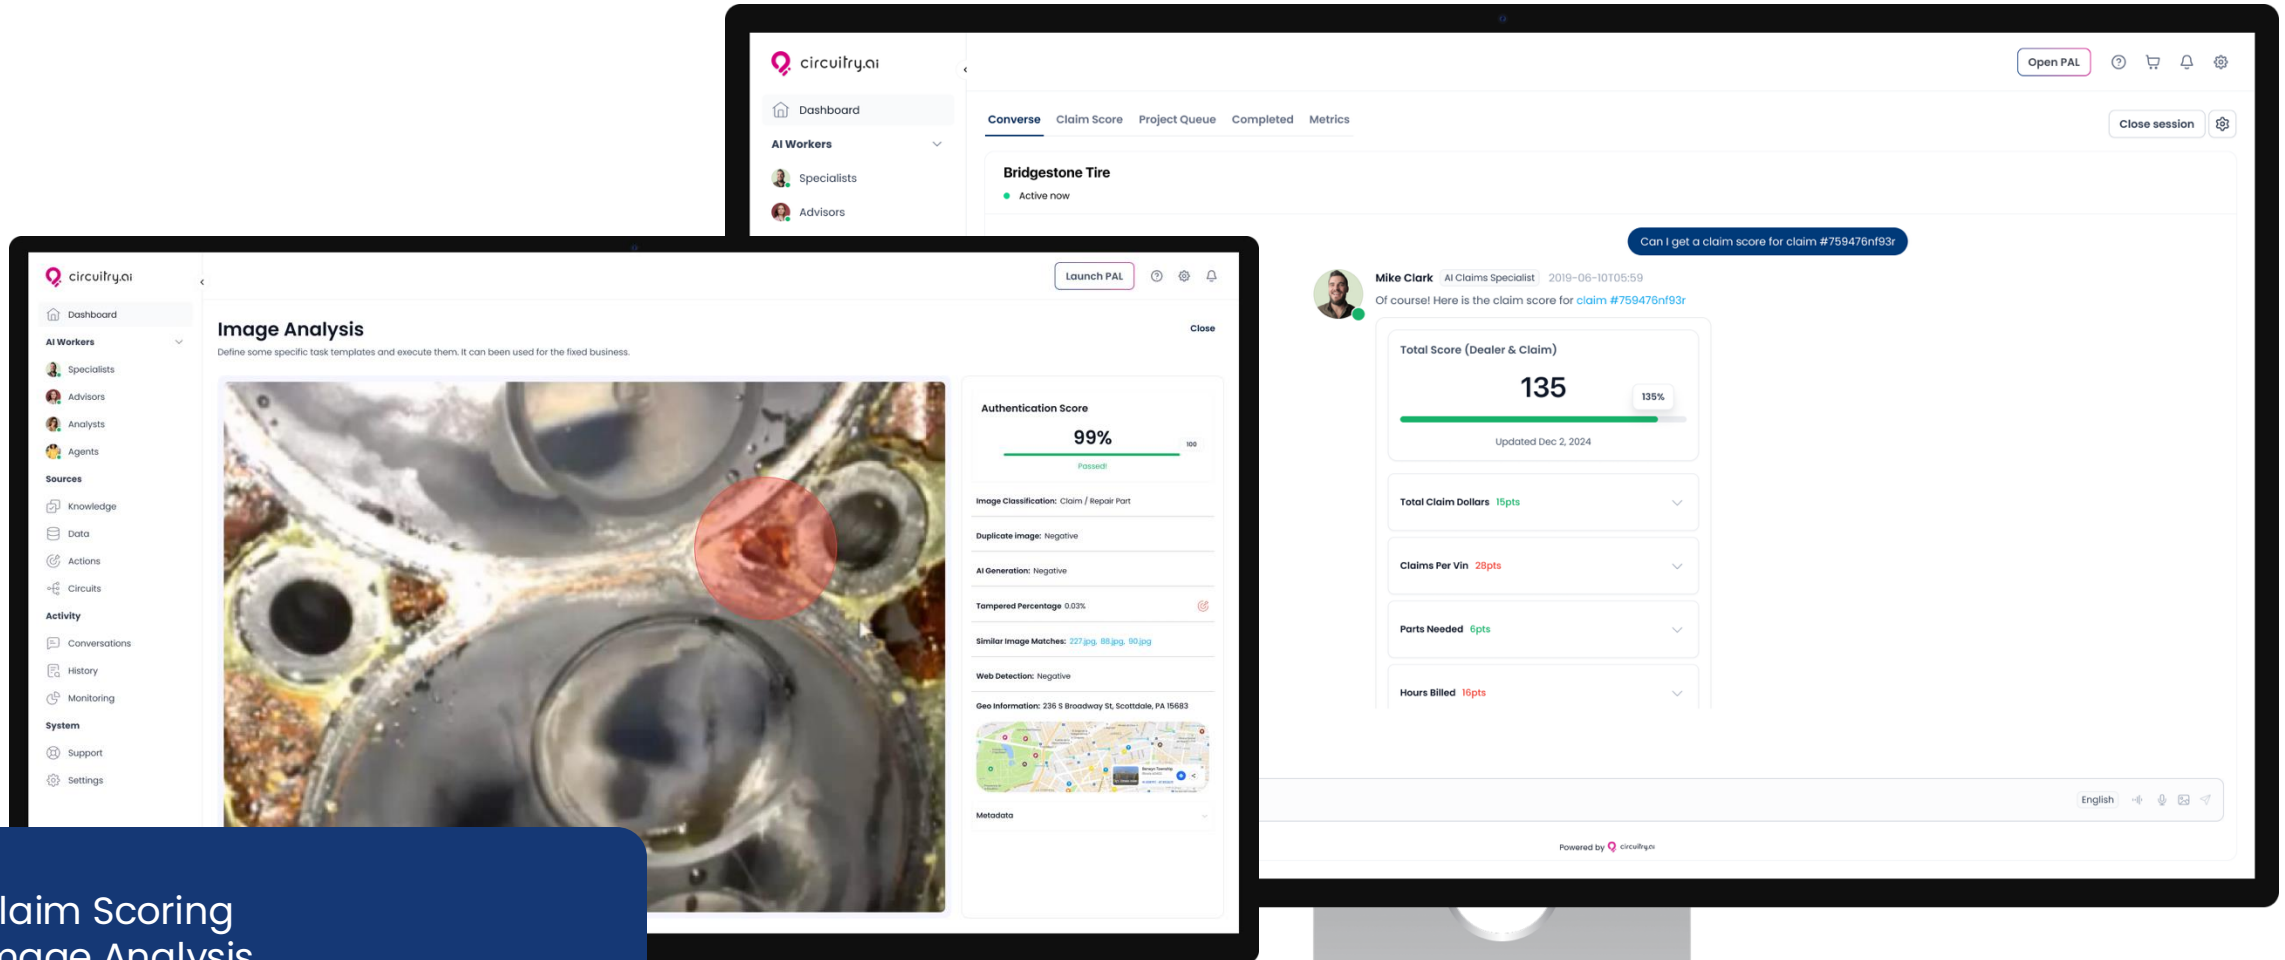 circuitry.ai
Open PAL
Dashboard
Converse Claim Score Project Queue Completed Metrics
Close session
AI Workers
Specialists
Advisors
Bridgestone Tire
Active now
Can I get a claim score for claim #759476nf93r
Mike Clark AI Claims Specialist 2019-06-10T05:59
Of course! Here is the claim score for claim #759476nf93r
Total Score (Dealer & Claim)
135
135%
Updated Dec 2, 2024
Total Claim Dollars 15pts
Claims Per Vin 28pts
Parts Needed 6pts
Hours Billed 16pts
English
Powered by circuitry.ai
circuitry.ai
Launch PAL
Dashboard
AI Workers
Specialists
Advisors
Analysts
Agents
Sources
Knowledge
Data
Actions
Circuits
Activity
Conversations
History
Monitoring
System
Support
Settings
Image Analysis
Close
Define some specific task templates and execute them. It can been used for the fixed business.
Authentication Score
99%
100
Passed!
Image Classification: Claim / Repair Part
Duplicate image: Negative
AI Generation: Negative
Tampered Percentage 0.03%
Similar Image Matches: 227.jpg, 88.jpg, 90.jpg
Web Detection: Negative
Geo Information: 236 S Broadway St, Scottdale, PA 15683
Metadata
laim Scoring
mage Analysis